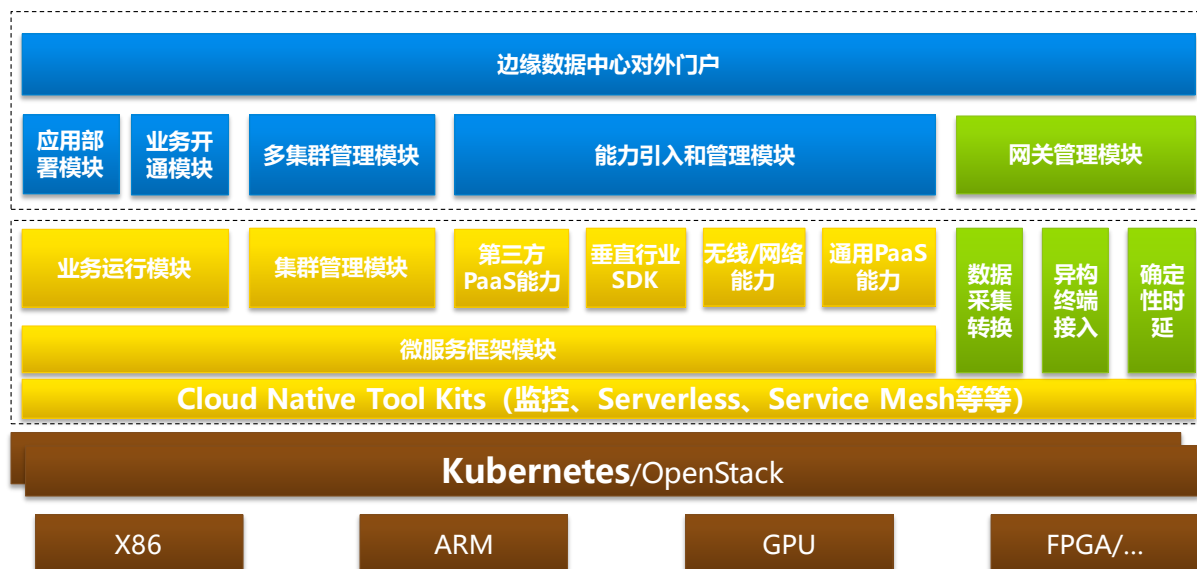 边缘数据中心对外门户
应用部
署模块
业务开
通模块
多集群管理模块
能力引入和管理模块
网关管理模块
业务运行模块
集群管理模块
第三方
PaaS能力
垂直行业
SDK
无线/网络
能力
通用PaaS
能力
数据
采集
转换
异构
终端
接入
确定
性时
延
微服务框架模块
Cloud Native Tool Kits（监控、Serverless、Service Mesh等等）
Kubernetes/OpenStack
X86
ARM
GPU
FPGA/...